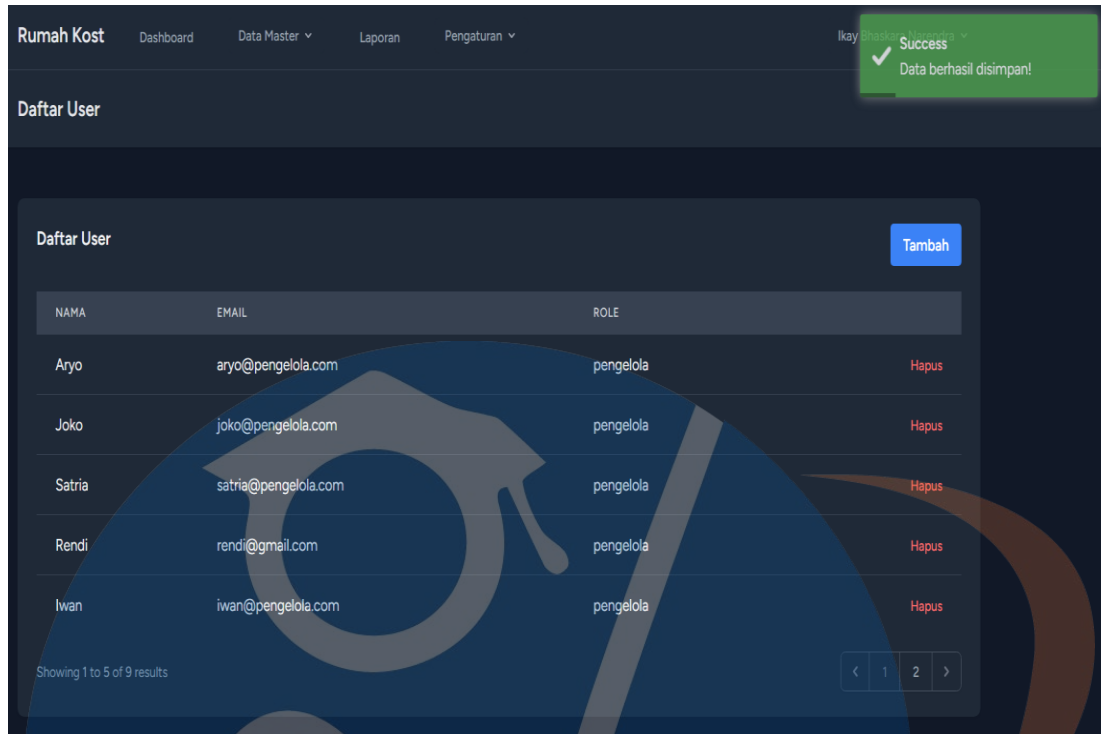 Rumah Kost Dashboard Data Master Laporan Pengaturan Ikay Bhaskara Narendra
Success
Data berhasil disimpan!
Daftar User
Daftar User Tambah
NAMA EMAIL ROLE
Aryo aryo@pengelola.com pengelola Hapus
Joko joko@pengelola.com pengelola Hapus
Satria satria@pengelola.com pengelola Hapus
Rendi rendi@gmail.com pengelola Hapus
Iwan iwan@pengelola.com pengelola Hapus
Showing 1 to 5 of 9 results 1 2